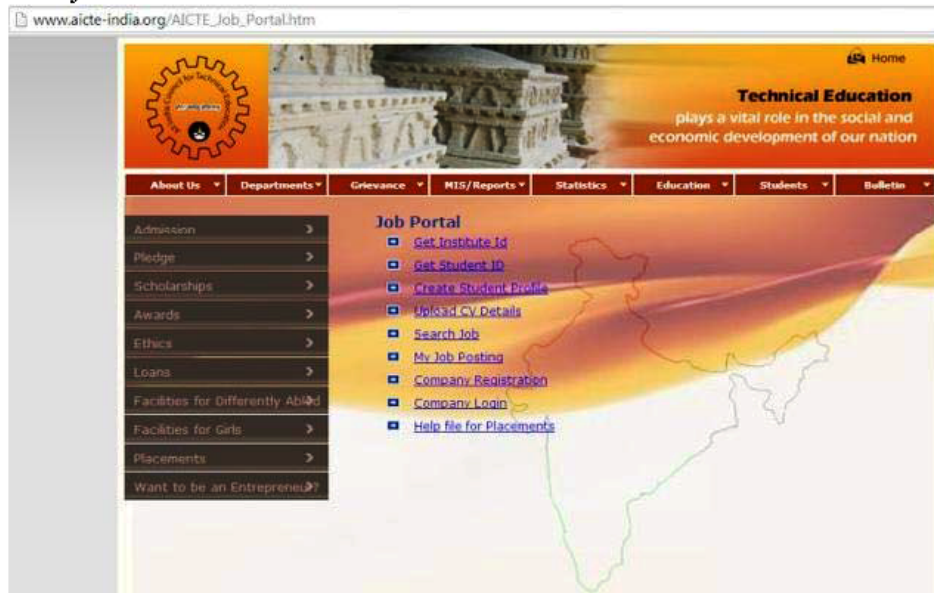 www.aicte-india.org/AICTE_Job_Portal.htm
Home
Technical Education
plays a vital role in the social and
economic development of our nation
About Us Departments Grievance MIS/Reports Statistics Education Students Bulletin
Admission
Pledge
Scholarships
Awards
Ethics
Loans
Facilities for Differently Abled
Facilities for Girls
Placements
Want to be an Entrepreneur?
Job Portal
Get Institute Id
Get Student ID
Create Student Profile
Upload CV Details
Search Job
My Job Posting
Company Registration
Company Login
Help file for Placements